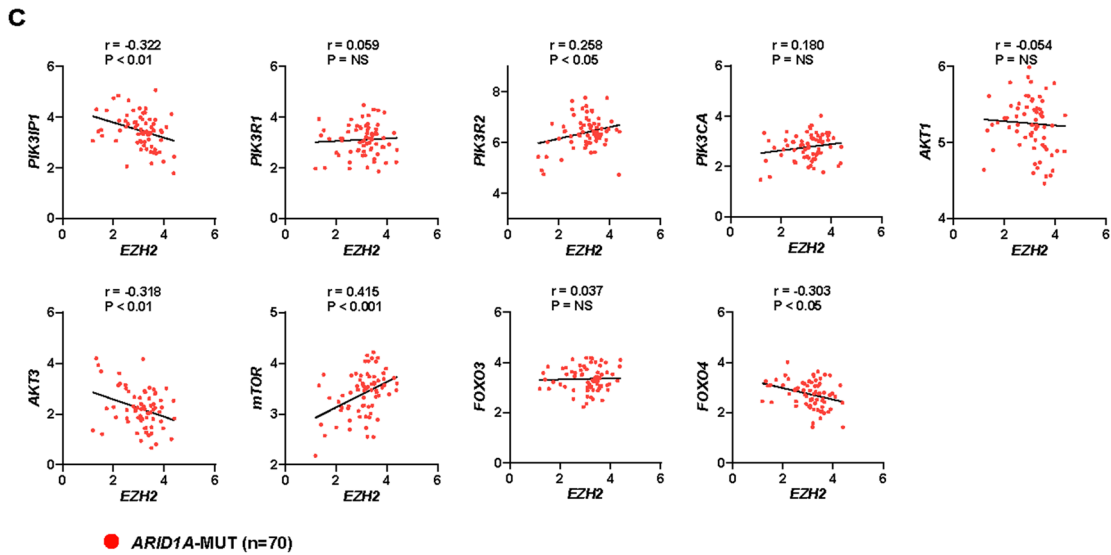 C
r = -0.322
P < 0.01
r = 0.059
P = NS
r = 0.258
P < 0.05
r = 0.180
P = NS
r = -0.054
P = NS
6
4
2
0
PIK3IP1
0 2 4 6
EZH2
6
4
2
0
PIK3R1
0 2 4 6
EZH2
8
6
4
PIK3R2
0 2 4 6
EZH2
6
4
2
0
PIK3CA
0 2 4 6
EZH2
6
5
4
AKT1
0 2 4 6
EZH2
r = -0.318
P < 0.01
r = 0.415
P < 0.001
r = 0.037
P = NS
r = -0.303
P < 0.05
6
4
2
0
AKT3
0 2 4 6
EZH2
5
4
3
2
mTOR
0 2 4 6
EZH2
6
4
2
0
FOXO3
0 2 4 6
EZH2
6
4
2
0
FOXO4
0 2 4 6
EZH2
ARID1A-MUT (n=70)